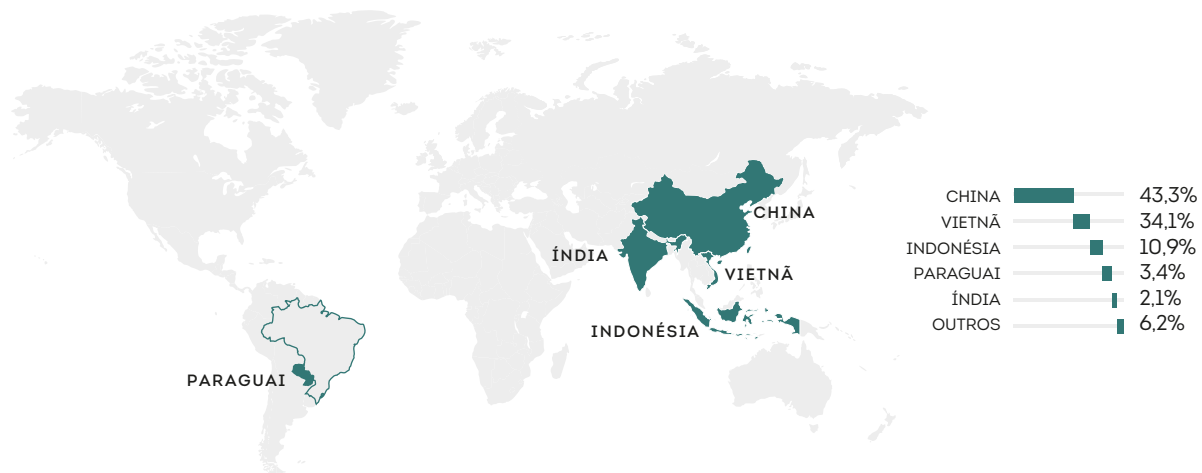 CHINA
ÍNDIA
VIETNÃ
INDONÉSIA
PARAGUAI
CHINA 43,3%
VIETNÃ 34,1%
INDONÉSIA 10,9%
PARAGUAI 3,4%
ÍNDIA 2,1%
OUTROS 6,2%